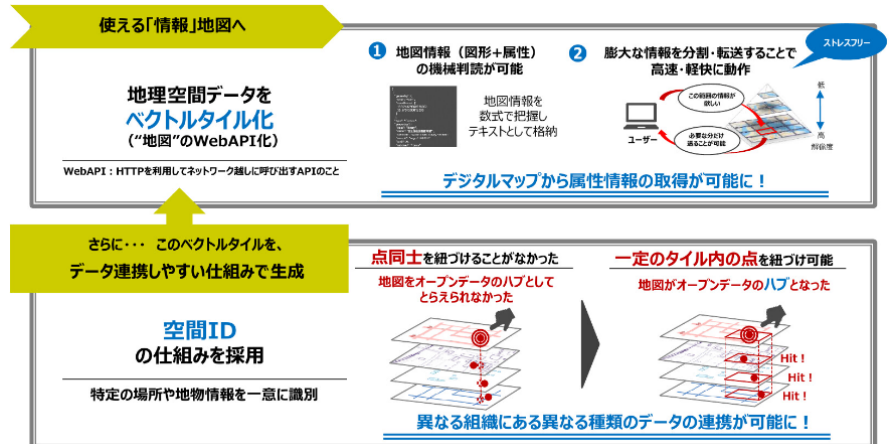 使える「情報」地図へ
ストレスフリー
地理空間データを
ベクトルタイル化
(“地図”のWebAPI化)
WebAPI：HTTPを利用してネットワーク越しに呼び出すAPIのこと
❶ 地図情報（図形+属性）
の機械判読が可能
地図情報を
数式で把握し
テキストとして格納
❷ 膨大な情報を分割・転送することで
高速・軽快に動作
この範囲の情報が
欲しい
必要な分だけ
送ることが可能
ユーザー
低
高
解像度
デジタルマップから属性情報の取得が可能に！
さらに・・・ このベクトルタイルを、
データ連携しやすい仕組みで生成
空間ID
の仕組みを採用
特定の場所や地物情報を一意に識別
点同士を紐づけることがなかった
地図をオープンデータのハブとして
とらえられなかった
一定のタイル内の点を紐づけ可能
地図がオープンデータのハブとなった
Hit！
Hit！
Hit！
異なる組織にある異なる種類のデータの連携が可能に！